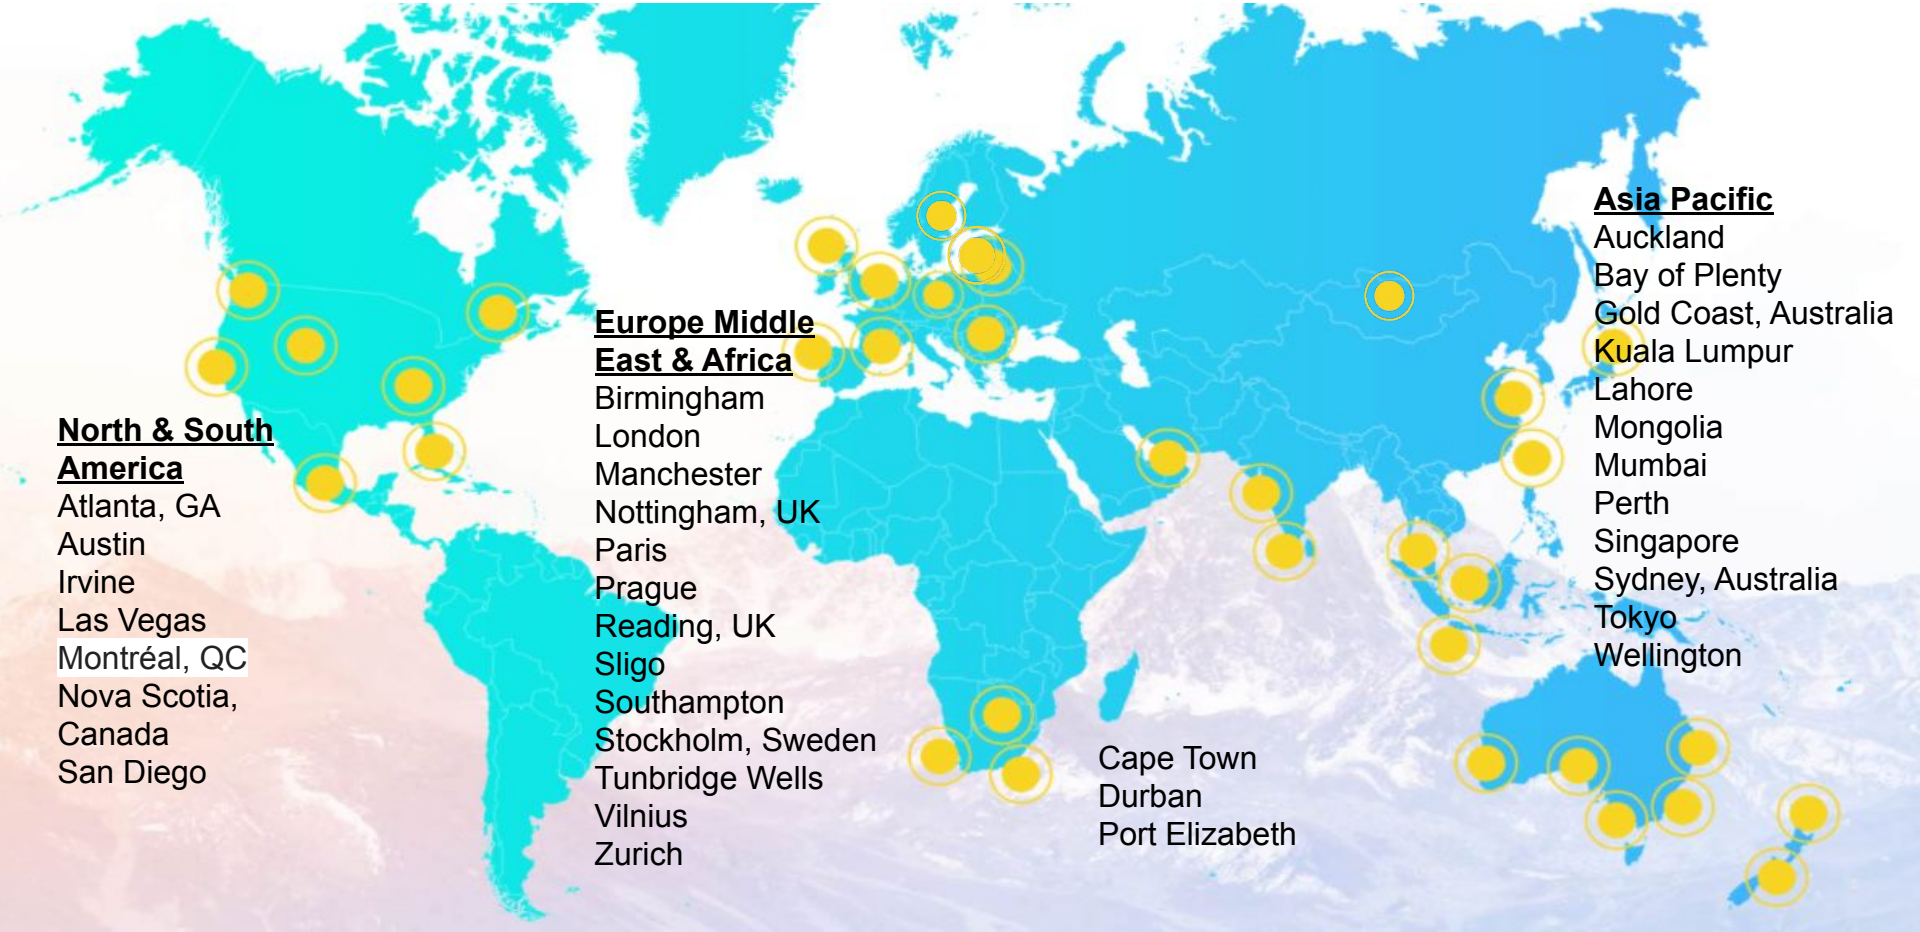 North & South
America
Atlanta, GA
Austin
Irvine
Las Vegas
Montréal, QC
Nova Scotia,
Canada
San Diego
Europe Middle
East & Africa
Birmingham
London
Manchester
Nottingham, UK
Paris
Prague
Reading, UK
Sligo
Southampton
Stockholm, Sweden
Tunbridge Wells
Vilnius
Zurich
Cape Town
Durban
Port Elizabeth
Asia Pacific
Auckland
Bay of Plenty
Gold Coast, Australia
Kuala Lumpur
Lahore
Mongolia
Mumbai
Perth
Singapore
Sydney, Australia
Tokyo
Wellington